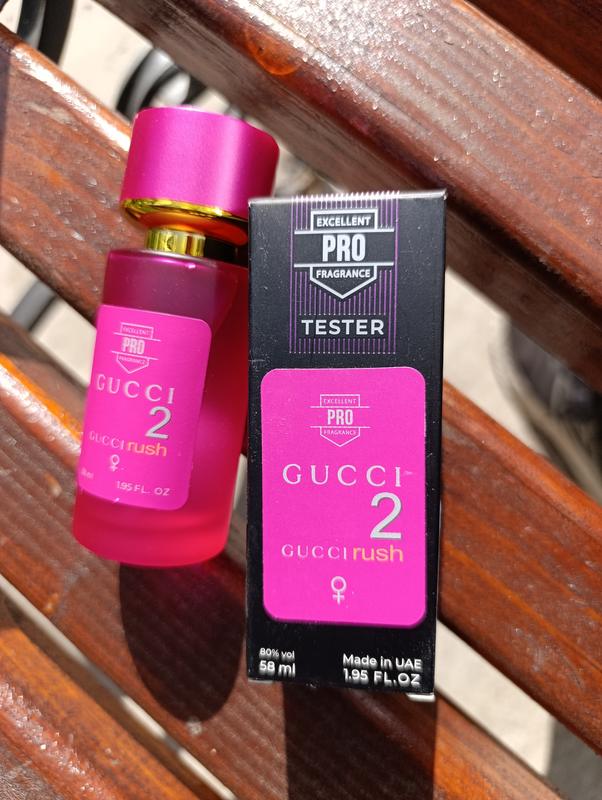 EXCELLENT
PRO
FRAGRANCE
GUCCI
2
GUCCI rush
1.95 FL. OZ
EXCELLENT
PRO
FRAGRANCE
TESTER
EXCELLENT
PRO
FRAGRANCE
GUCCI
2
GUCCI rush
80% vol
58 ml
Made in UAE
1.95 FL.OZ